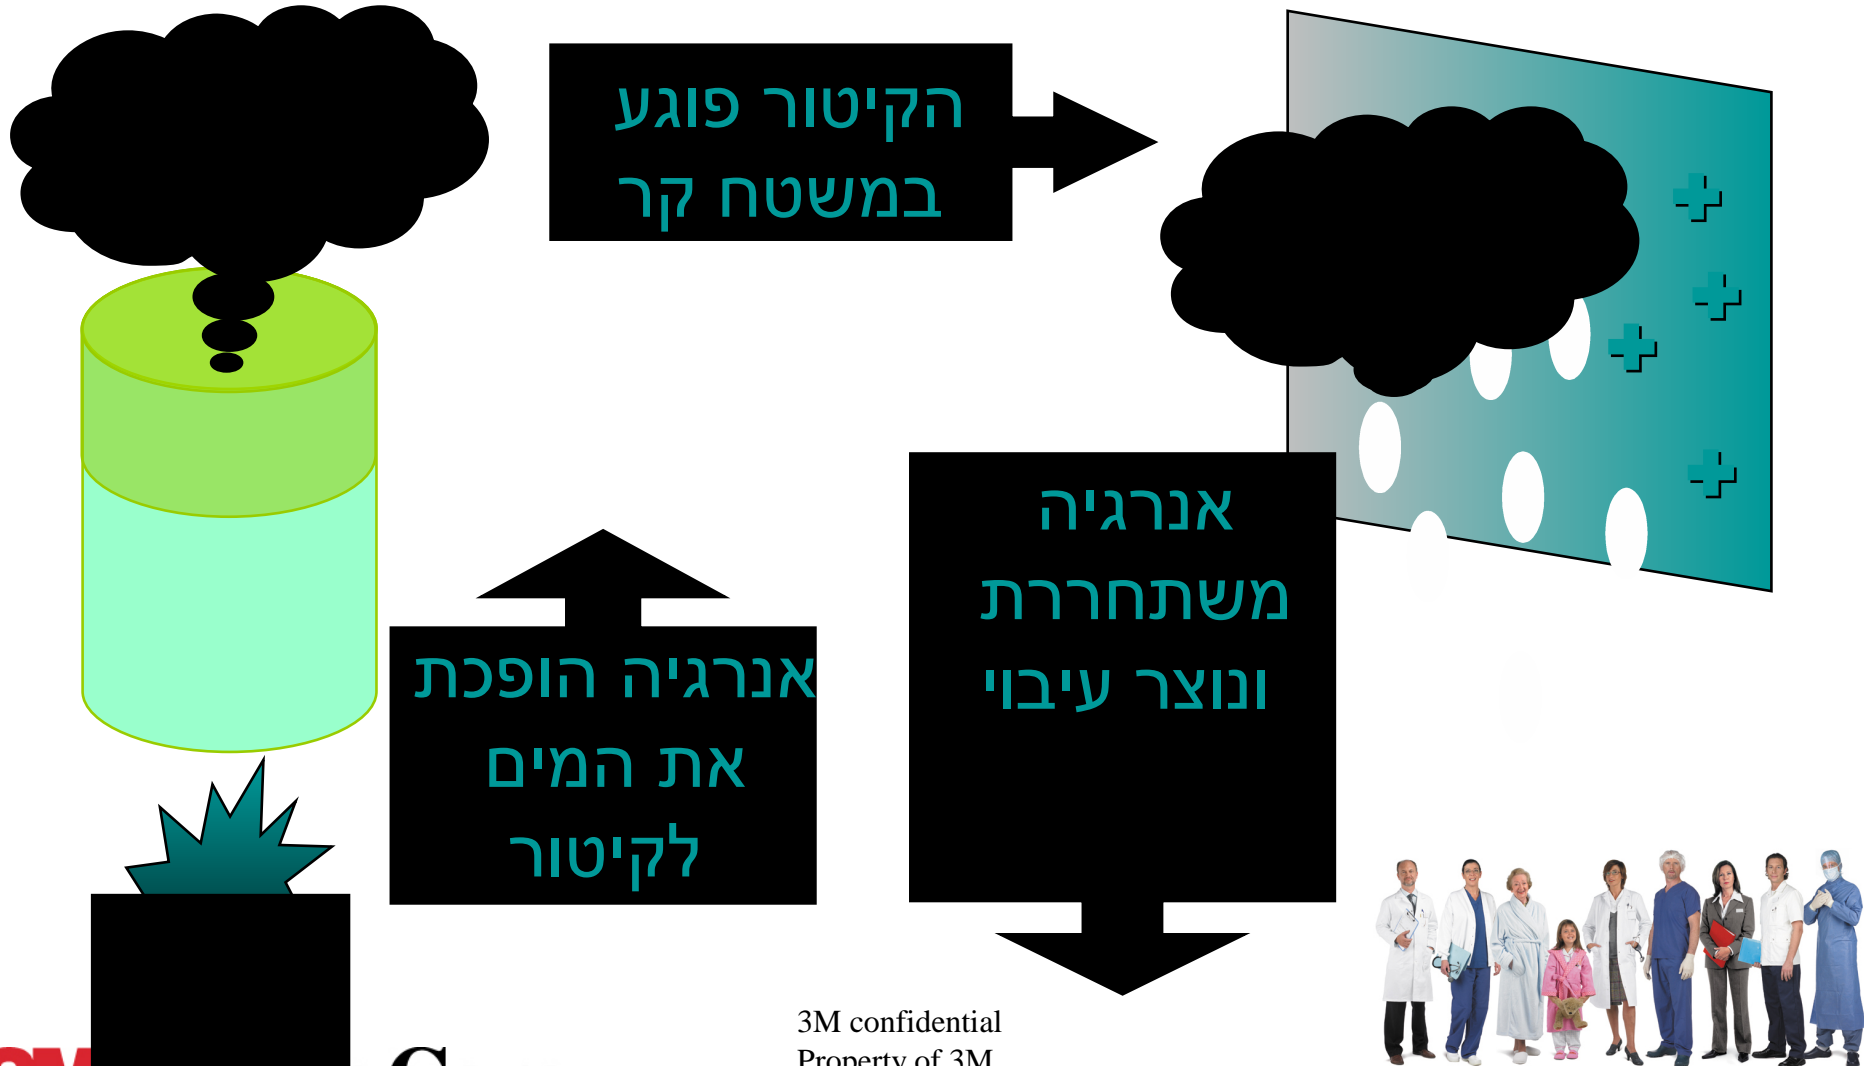 הקיטור פוגע
במשטח קר
אנרגיה
משתחררת
ונוצר עיבוי
אנרגיה הופכת
את המים
לקיטור
3M confidential
Property of 3M